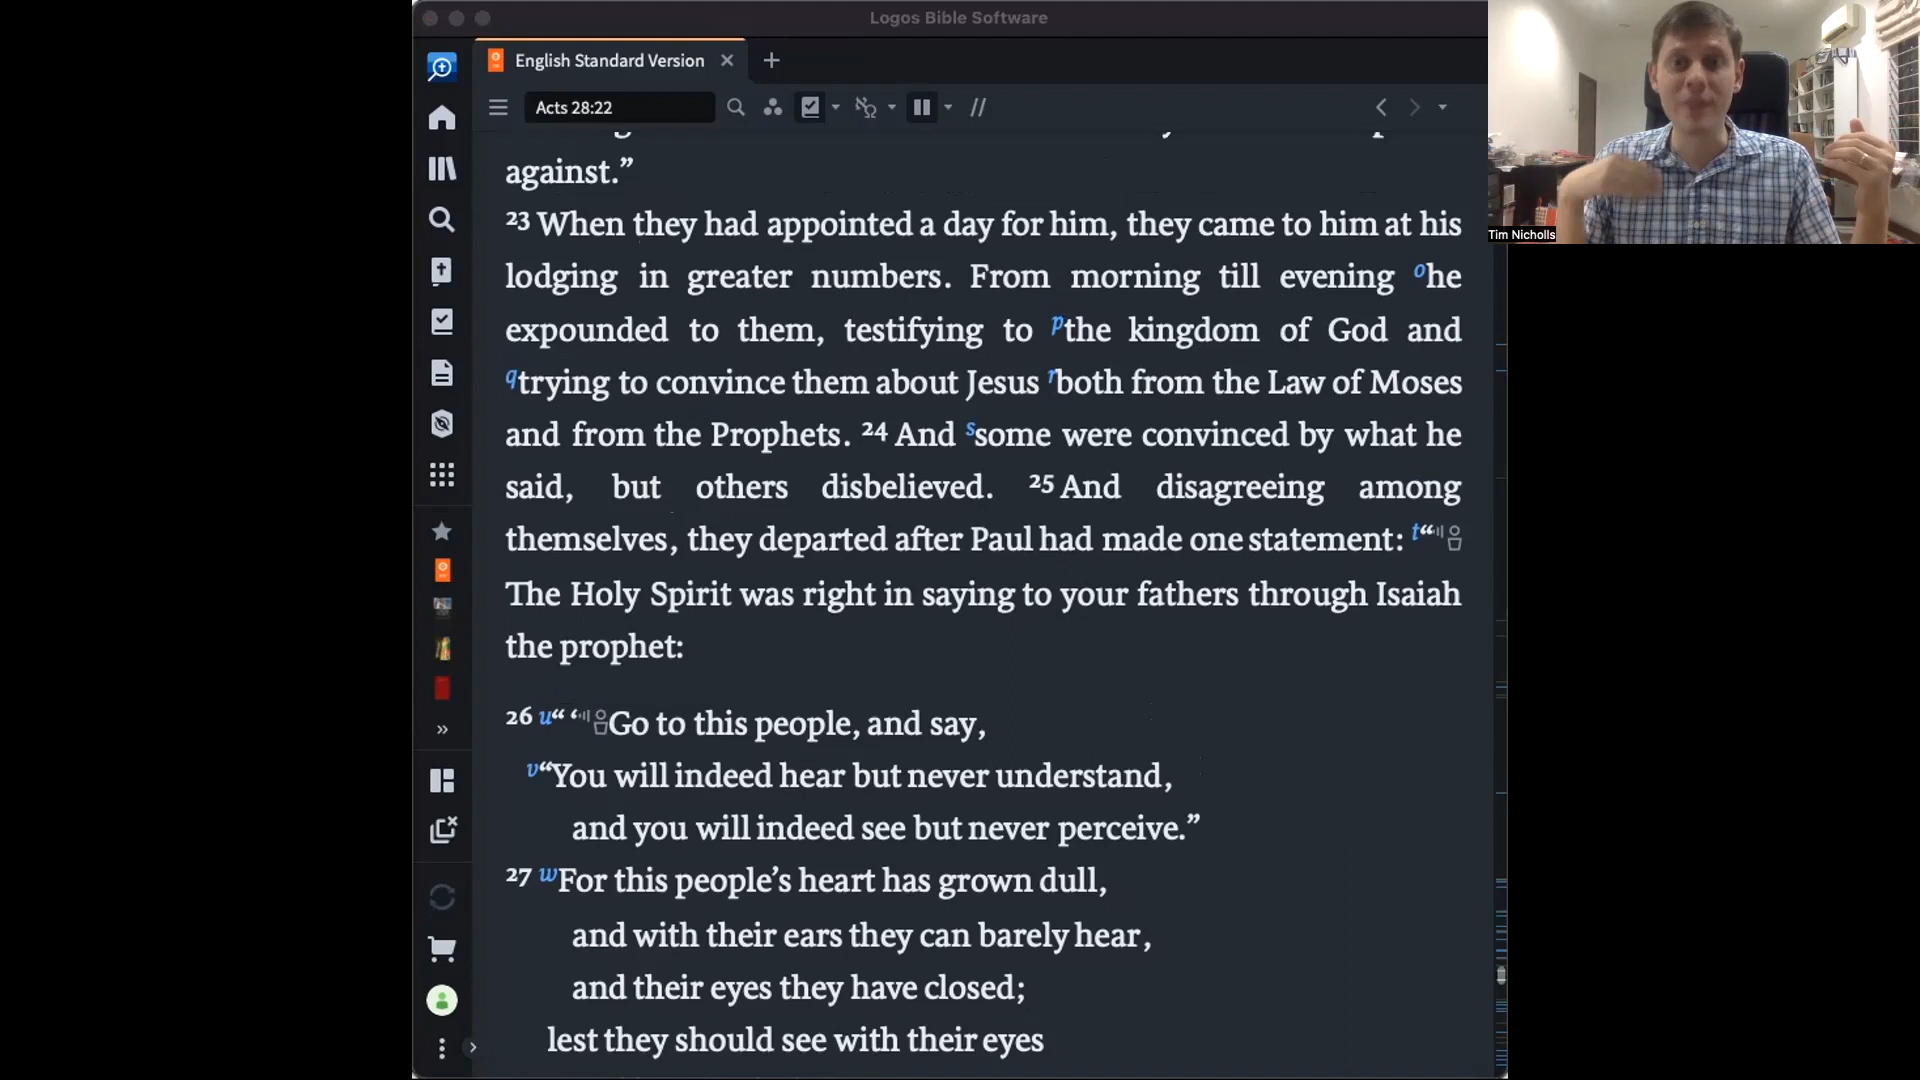 Logos Bible Software
English Standard Version
Acts 28:22
against.”
23 When they had appointed a day for him, they came to him at his
lodging in greater numbers. From morning till evening o he
expounded to them, testifying to p the kingdom of God and
q trying to convince them about Jesus r both from the Law of Moses
and from the Prophets. 24 And s some were convinced by what he
said, but others disbelieved. 25 And disagreeing among
themselves, they departed after Paul had made one statement: t “
The Holy Spirit was right in saying to your fathers through Isaiah
the prophet:
26 u “ ‘Go to this people, and say,
v “You will indeed hear but never understand,
and you will indeed see but never perceive.”
27 w For this people’s heart has grown dull,
and with their ears they can barely hear,
and their eyes they have closed;
lest they should see with their eyes
Tim Nicholls